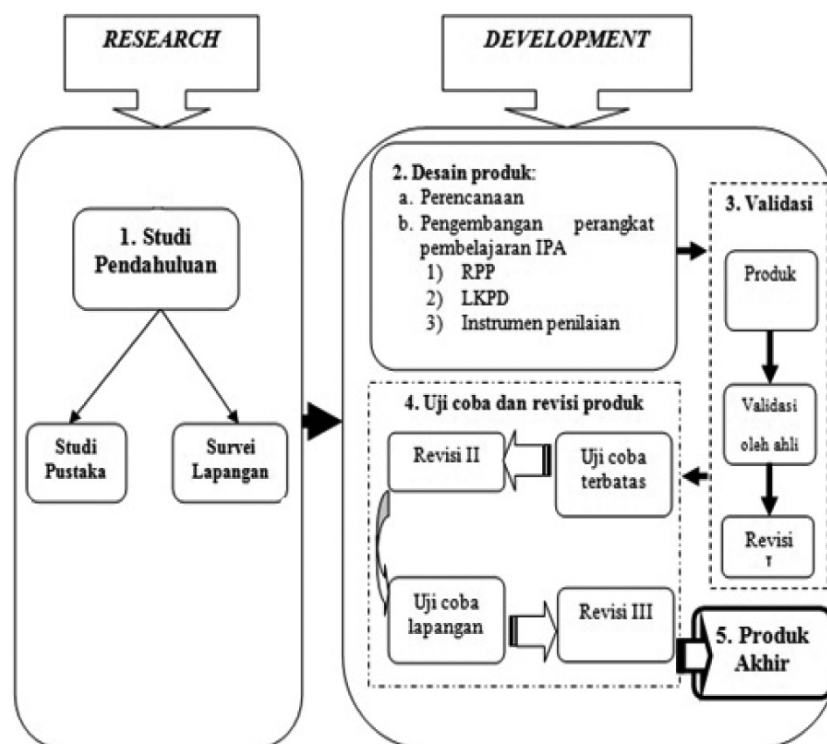 RESEARCH
DEVELOPMENT
1. Studi
Pendahuluan
Studi
Pustaka
Survei
Lapangan
2. Desain produk:
a. Perencanaan
b. Pengembangan perangkat
pembelajaran IPA
1) RPP
2) LKPD
3) Instrumen penilaian
3. Validasi
Produk
Validasi
oleh ahli
Revisi
I
4. Uji coba dan revisi produk
Uji coba
terbatas
Revisi II
Uji coba
lapangan
Revisi III
5. Produk
Akhir